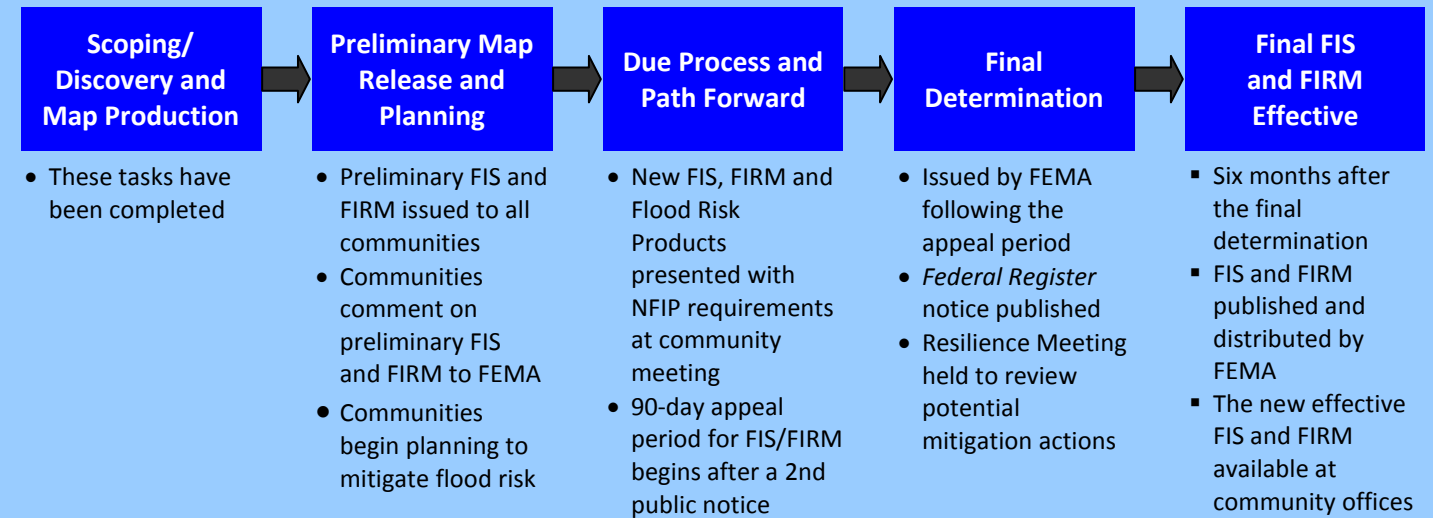 Scoping/
Discovery and
Map Production
• These tasks have
been completed
Preliminary Map
Release and
Planning
• Preliminary FIS and
FIRM issued to all
communities
• Communities
comment on
preliminary FIS
and FIRM to FEMA
• Communities
begin planning to
mitigate flood risk
Due Process and
Path Forward
• New FIS, FIRM and
Flood Risk
Products
presented with
NFIP requirements
at community
meeting
• 90-day appeal
period for FIS/FIRM
begins after a 2nd
public notice
Final
Determination
• Issued by FEMA
following the
appeal period
• Federal Register
notice published
• Resilience Meeting
held to review
potential
mitigation actions
Final FIS
and FIRM
Effective
▪ Six months after
the final
determination
▪ FIS and FIRM
published and
distributed by
FEMA
▪ The new effective
FIS and FIRM
available at
community offices